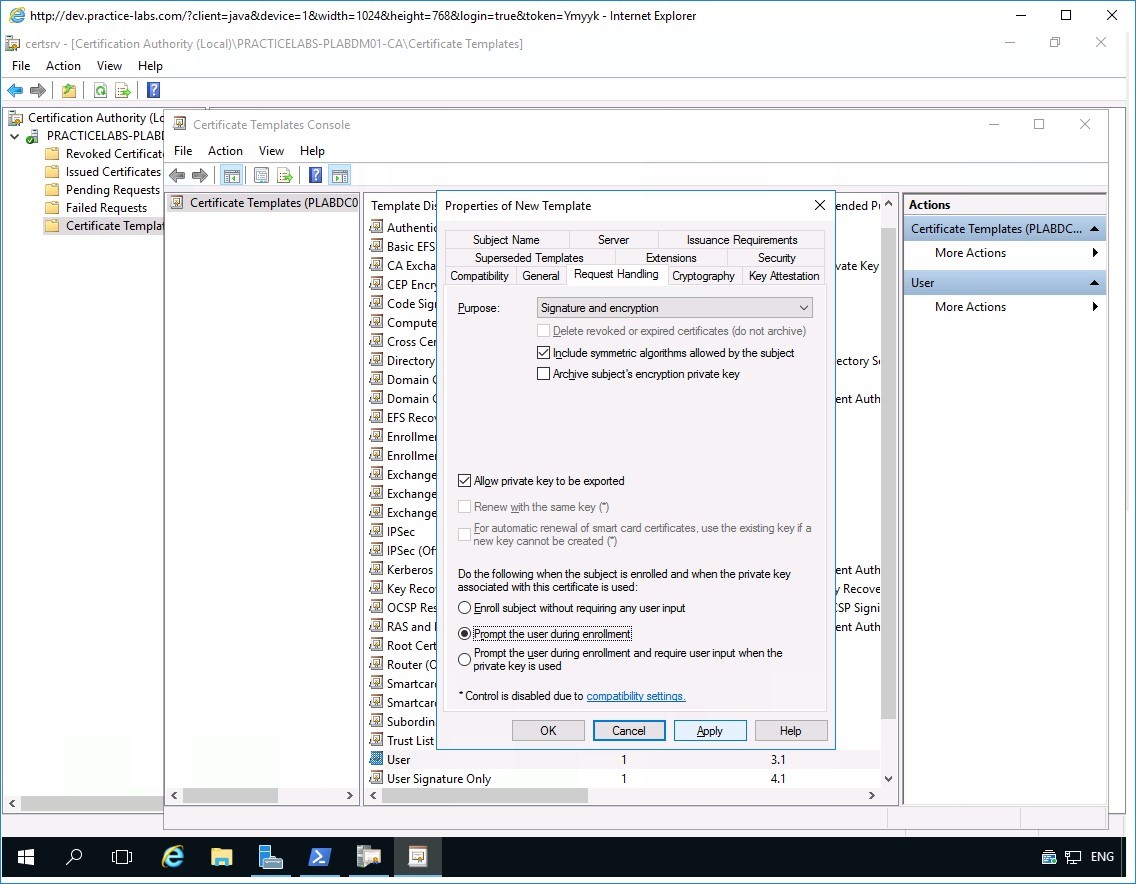 http://dev.practice-labs.com/?client=java&device=1&width=1024&height=768&login=true&token=Ymyyk - Internet Explorer
certsrv - [Certification Authority (Local)\PRACTICELABS-PLABDM01-CA\Certificate Templates]
File Action View Help
Certification Authority (Lo
PRACTICELABS-PLABD
Revoked Certificat
Issued Certificates
Pending Requests
Failed Requests
Certificate Templat
Certificate Templates Console
File Action View Help
Certificate Templates (PLABDC0
Template Dis
ended Pu
Authentic
Basic EFS
CA Excha
vate Key
CEP Encry
Code Sig
Compute
Cross Cer
Directory
ectory Se
Domain C
Domain C
ent Auth
EFS Reco
Enrollme
Enrollme
Exchange
Exchange
Exchange
IPSec
IPSec (Of
Kerberos
ent Auth
Key Reco
y Recove
OCSP Res
CSP Signi
RAS and
ent Auth
Root Cert
Router (O
Smartcar
Smartcar
Subordin
Trust List
User 1 3.1
User Signature Only 1 4.1
Properties of New Template
Subject Name Server Issuance Requirements
Superseded Templates Extensions Security
Compatibility General Request Handling Cryptography Key Attestation
Purpose: Signature and encryption
Delete revoked or expired certificates (do not archive)
Include symmetric algorithms allowed by the subject
Archive subject's encryption private key
Allow private key to be exported
Renew with the same key (*)
For automatic renewal of smart card certificates, use the existing key if a
new key cannot be created (*)
Do the following when the subject is enrolled and when the private key
associated with this certificate is used:
Enroll subject without requiring any user input
Prompt the user during enrollment
Prompt the user during enrollment and require user input when the
private key is used
* Control is disabled due to compatibility settings.
OK Cancel Apply Help
Actions
Certificate Templates (PLABDC...
More Actions
User
More Actions
ENG